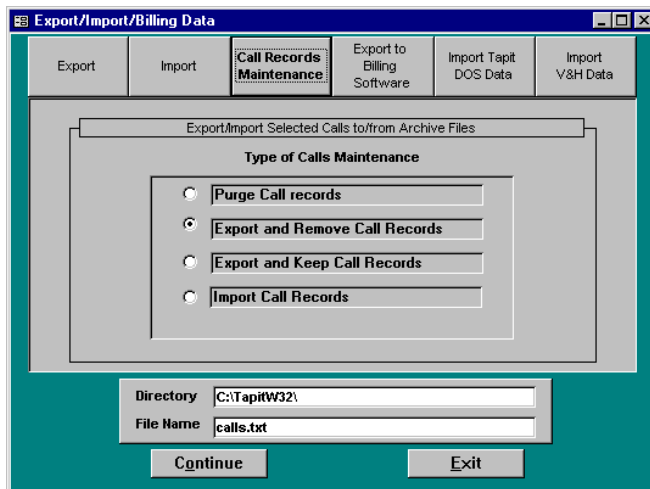 Export/Import/Billing Data
Export
Import
Call Records
Maintenance
Export to
Billing
Software
Import Tapit
DOS Data
Import
V&H Data
Export/Import Selected Calls to/from Archive Files
Type of Calls Maintenance
Purge Call records
Export and Remove Call Records
Export and Keep Call Records
Import Call Records
Directory C:\TapitW32\
File Name calls.txt
Continue Exit